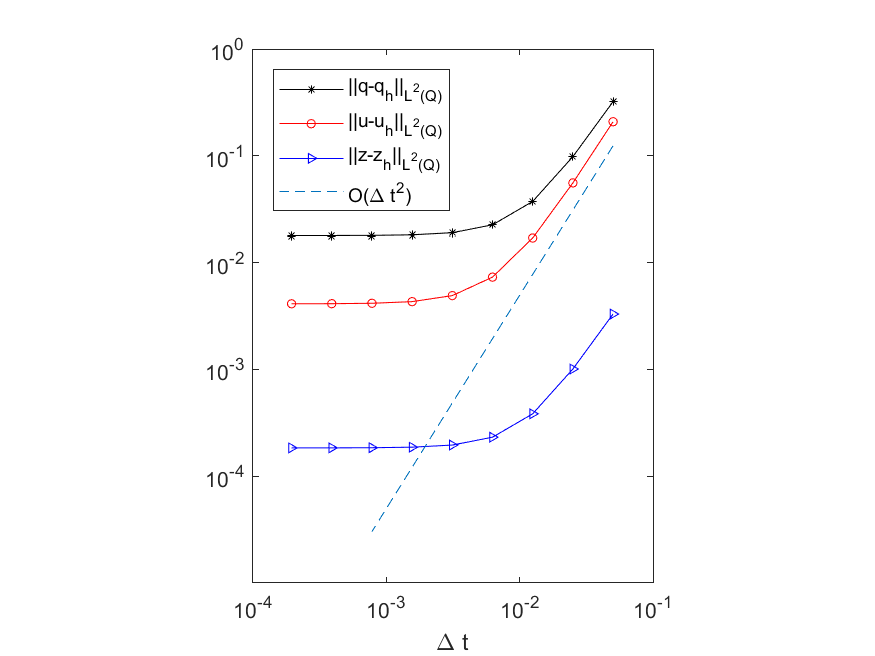 10^0
10^-1
10^-2
10^-3
10^-4
||q-q_h||_L^2(Q)
||u-u_h||_L^2(Q)
||z-z_h||_L^2(Q)
O(Δ t^2)
10^-4 10^-3 10^-2 10^-1
Δ t